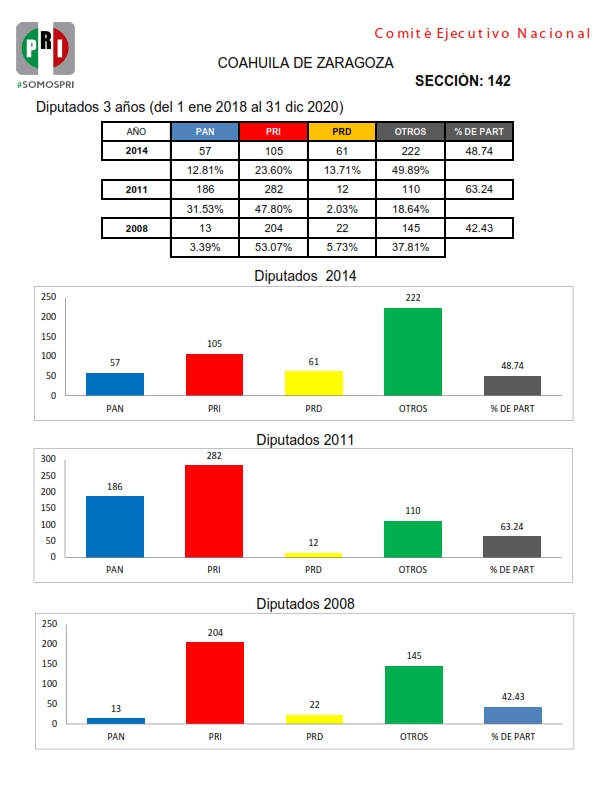 PRI
#SOMOSPRI
Comité Ejecutivo Nacional
COAHUILA DE ZARAGOZA
SECCIÓN: 142
Diputados 3 años (del 1 ene 2018 al 31 dic 2020)
AÑO PAN PRI PRD OTROS % DE PART
2014 57 105 61 222 48.74
12.81% 23.60% 13.71% 49.89%
2011 186 282 12 110 63.24
31.53% 47.80% 2.03% 18.64%
2008 13 204 22 145 42.43
3.39% 53.07% 5.73% 37.81%
Diputados 2014
250
200
150
100
50
0
57 105 61 222 48.74
PAN PRI PRD OTROS % DE PART
Diputados 2011
300
250
200
150
100
50
0
186 282 12 110 63.24
PAN PRI PRD OTROS % DE PART
Diputados 2008
250
200
150
100
50
0
13 204 22 145 42.43
PAN PRI PRD OTROS % DE PART